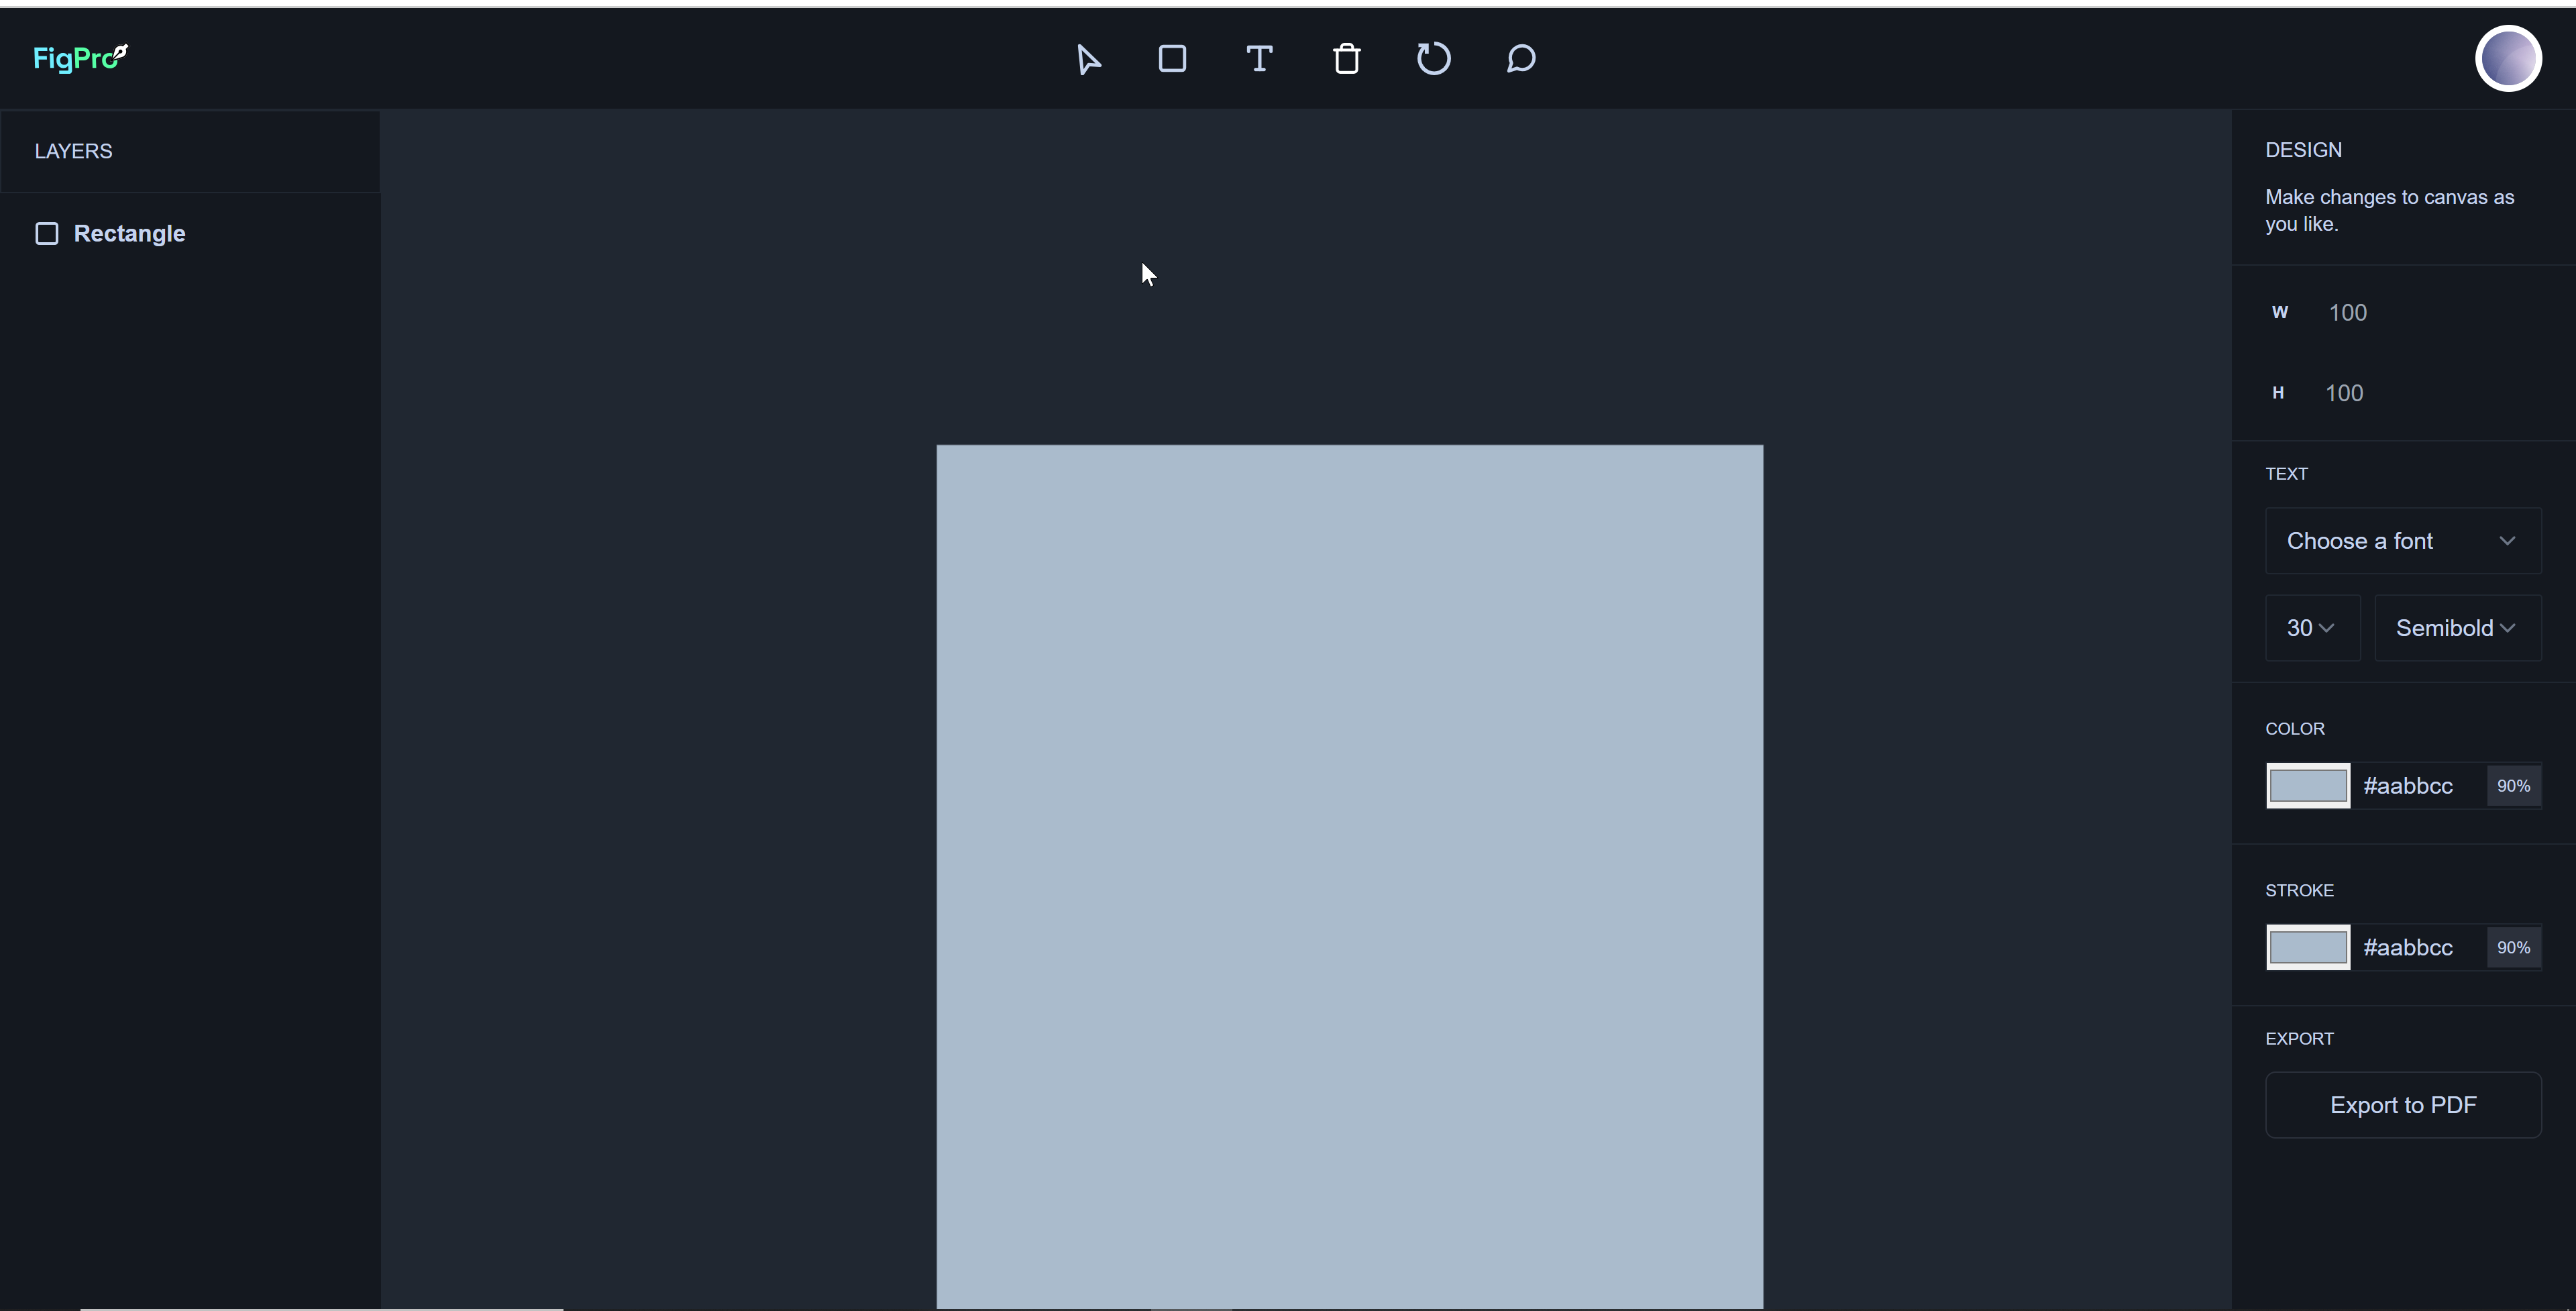 FigPro
LAYERS
Rectangle
DESIGN
Make changes to canvas as
you like.
W 100
H 100
TEXT
Choose a font
30 Semibold
COLOR
#aabbcc 90%
STROKE
#aabbcc 90%
EXPORT
Export to PDF